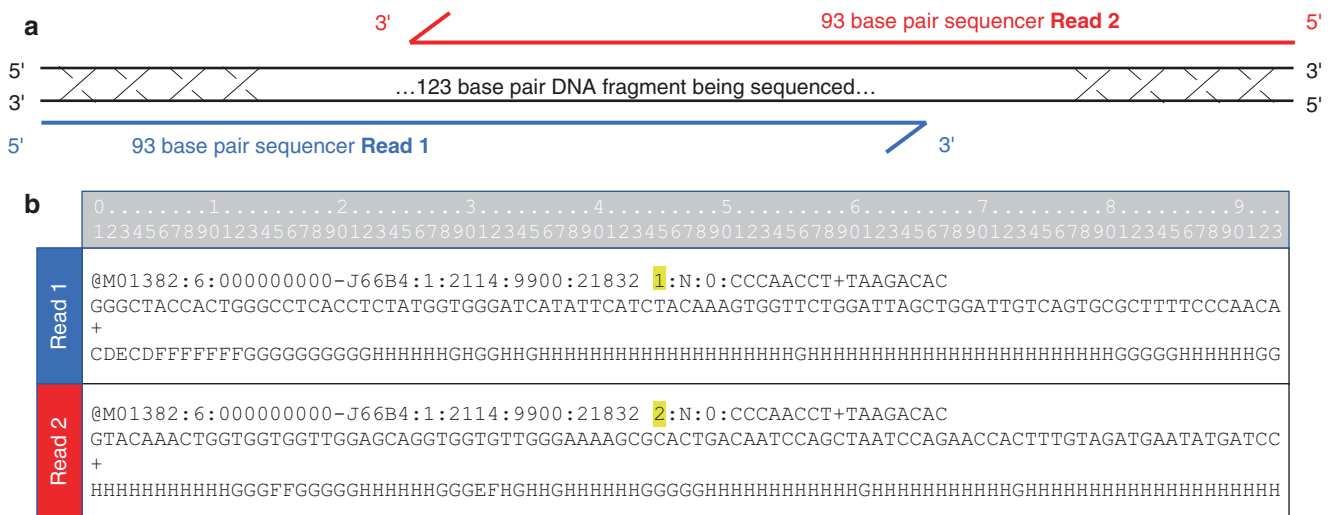 a
3' 93 base pair sequencer Read 2 5'
5' 3'
...123 base pair DNA fragment being sequenced...
3' 5'
5' 93 base pair sequencer Read 1 3'
b
0.........1.........2.........3.........4.........5.........6.........7.........8.........9...
123456789012345678901234567890123456789012345678901234567890123456789012345678901234567890123
Read 1
@M01382:6:000000000-J66B4:1:2114:9900:21832 1:N:0:CCCAACCT+TAAGACAC
GGGCTACCACTGGGCCTCACCTCTATGGTGGGATCATATTCATCTACAAAGTGGTTCTGGATTAGCTGGATTGTCAGTGCGCTTTTCCCAACA
+
CDECDFFFFFFFGGGGGGGGGGHHHHHHGHGGHHGHHHHHHHHHHHHHHHHHHHHGHHHHHHHHHHHHHHHHHHHHHHHHGGGGGHHHHHHGG
Read 2
@M01382:6:000000000-J66B4:1:2114:9900:21832 2:N:0:CCCAACCT+TAAGACAC
GTACAAACTGGTGGTGGTTGGAGCAGGTGGTGTTGGGAAAAGCGCACTGACAATCCAGCTAATCCAGAACCACTTTGTAGATGAATATGATCC
+
HHHHHHHHHHHGGGFFGGGGGHHHHHHGGGEFHGHHGHHHHHHGGGGGHHHHHHHHHHHHGHHHHHHHHHHHGHHHHHHHHHHHHHHHHHHHH